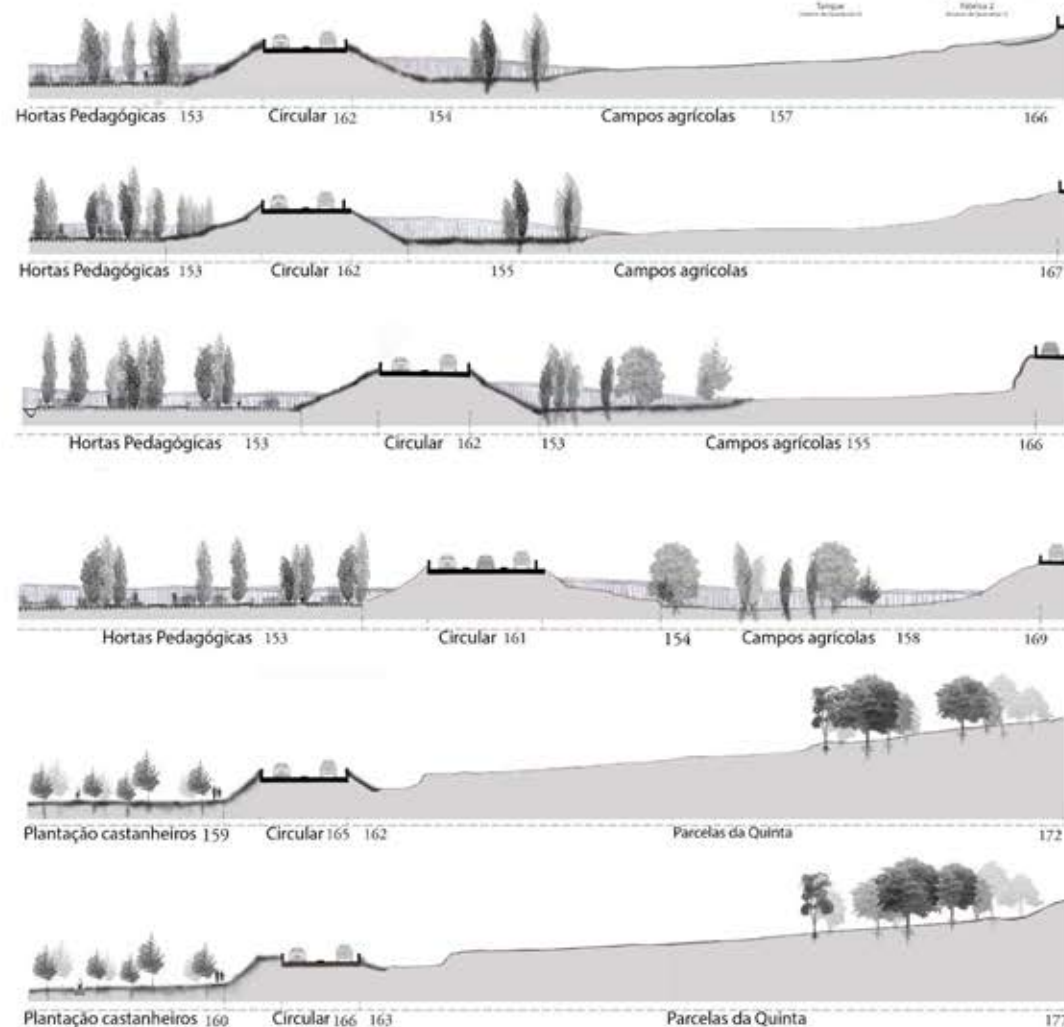 Tanque
Fábrica 2
Hortas Pedagógicas 153 Circular 162 154 Campos agrícolas 157 166
Hortas Pedagógicas 153 Circular 162 155 Campos agrícolas 167
Hortas Pedagógicas 153 Circular 162 153 Campos agrícolas 155 166
Hortas Pedagógicas 153 Circular 161 154 Campos agrícolas 158 169
Plantação castanheiros 159 Circular 165 162 Parcelas da Quinta 172
Plantação castanheiros 160 Circular 166 163 Parcelas da Quinta